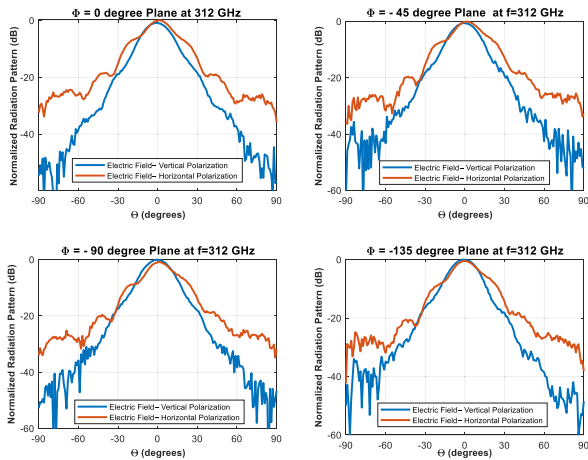 Φ = 0 degree Plane at 312 GHz
Normalized Radiation Pattern (dB)
0
-20
-40
Electric Field– Vertical Polarization
Electric Field– Horizontal Polarization
-90 -60 -30 0 30 60 90
Θ (degrees)
Φ = - 45 degree Plane at f=312 GHz
Normalized Radiation Pattern (dB)
0
-20
-40
-60
Electric Field– Vertical Polarization
Electric Field– Horizontal Polarization
-90 -60 -30 0 30 60 90
Θ (degrees)
Φ = - 90 degree Plane at f=312 GHz
Normalized Radiation Pattern (dB)
0
-20
-40
-60
Electric Field– Vertical Polarization
Electric Field– Horizontal Polarization
-90 -60 -30 0 30 60 90
Θ (degrees)
Φ = -135 degree Plane at f=312 GHz
Normalized Radiation Pattern (dB)
0
-20
-40
-60
Electric Field– Vertical Polarization
Electric Field– Horizontal Polarization
-90 -60 -30 0 30 60 90
Θ (degrees)